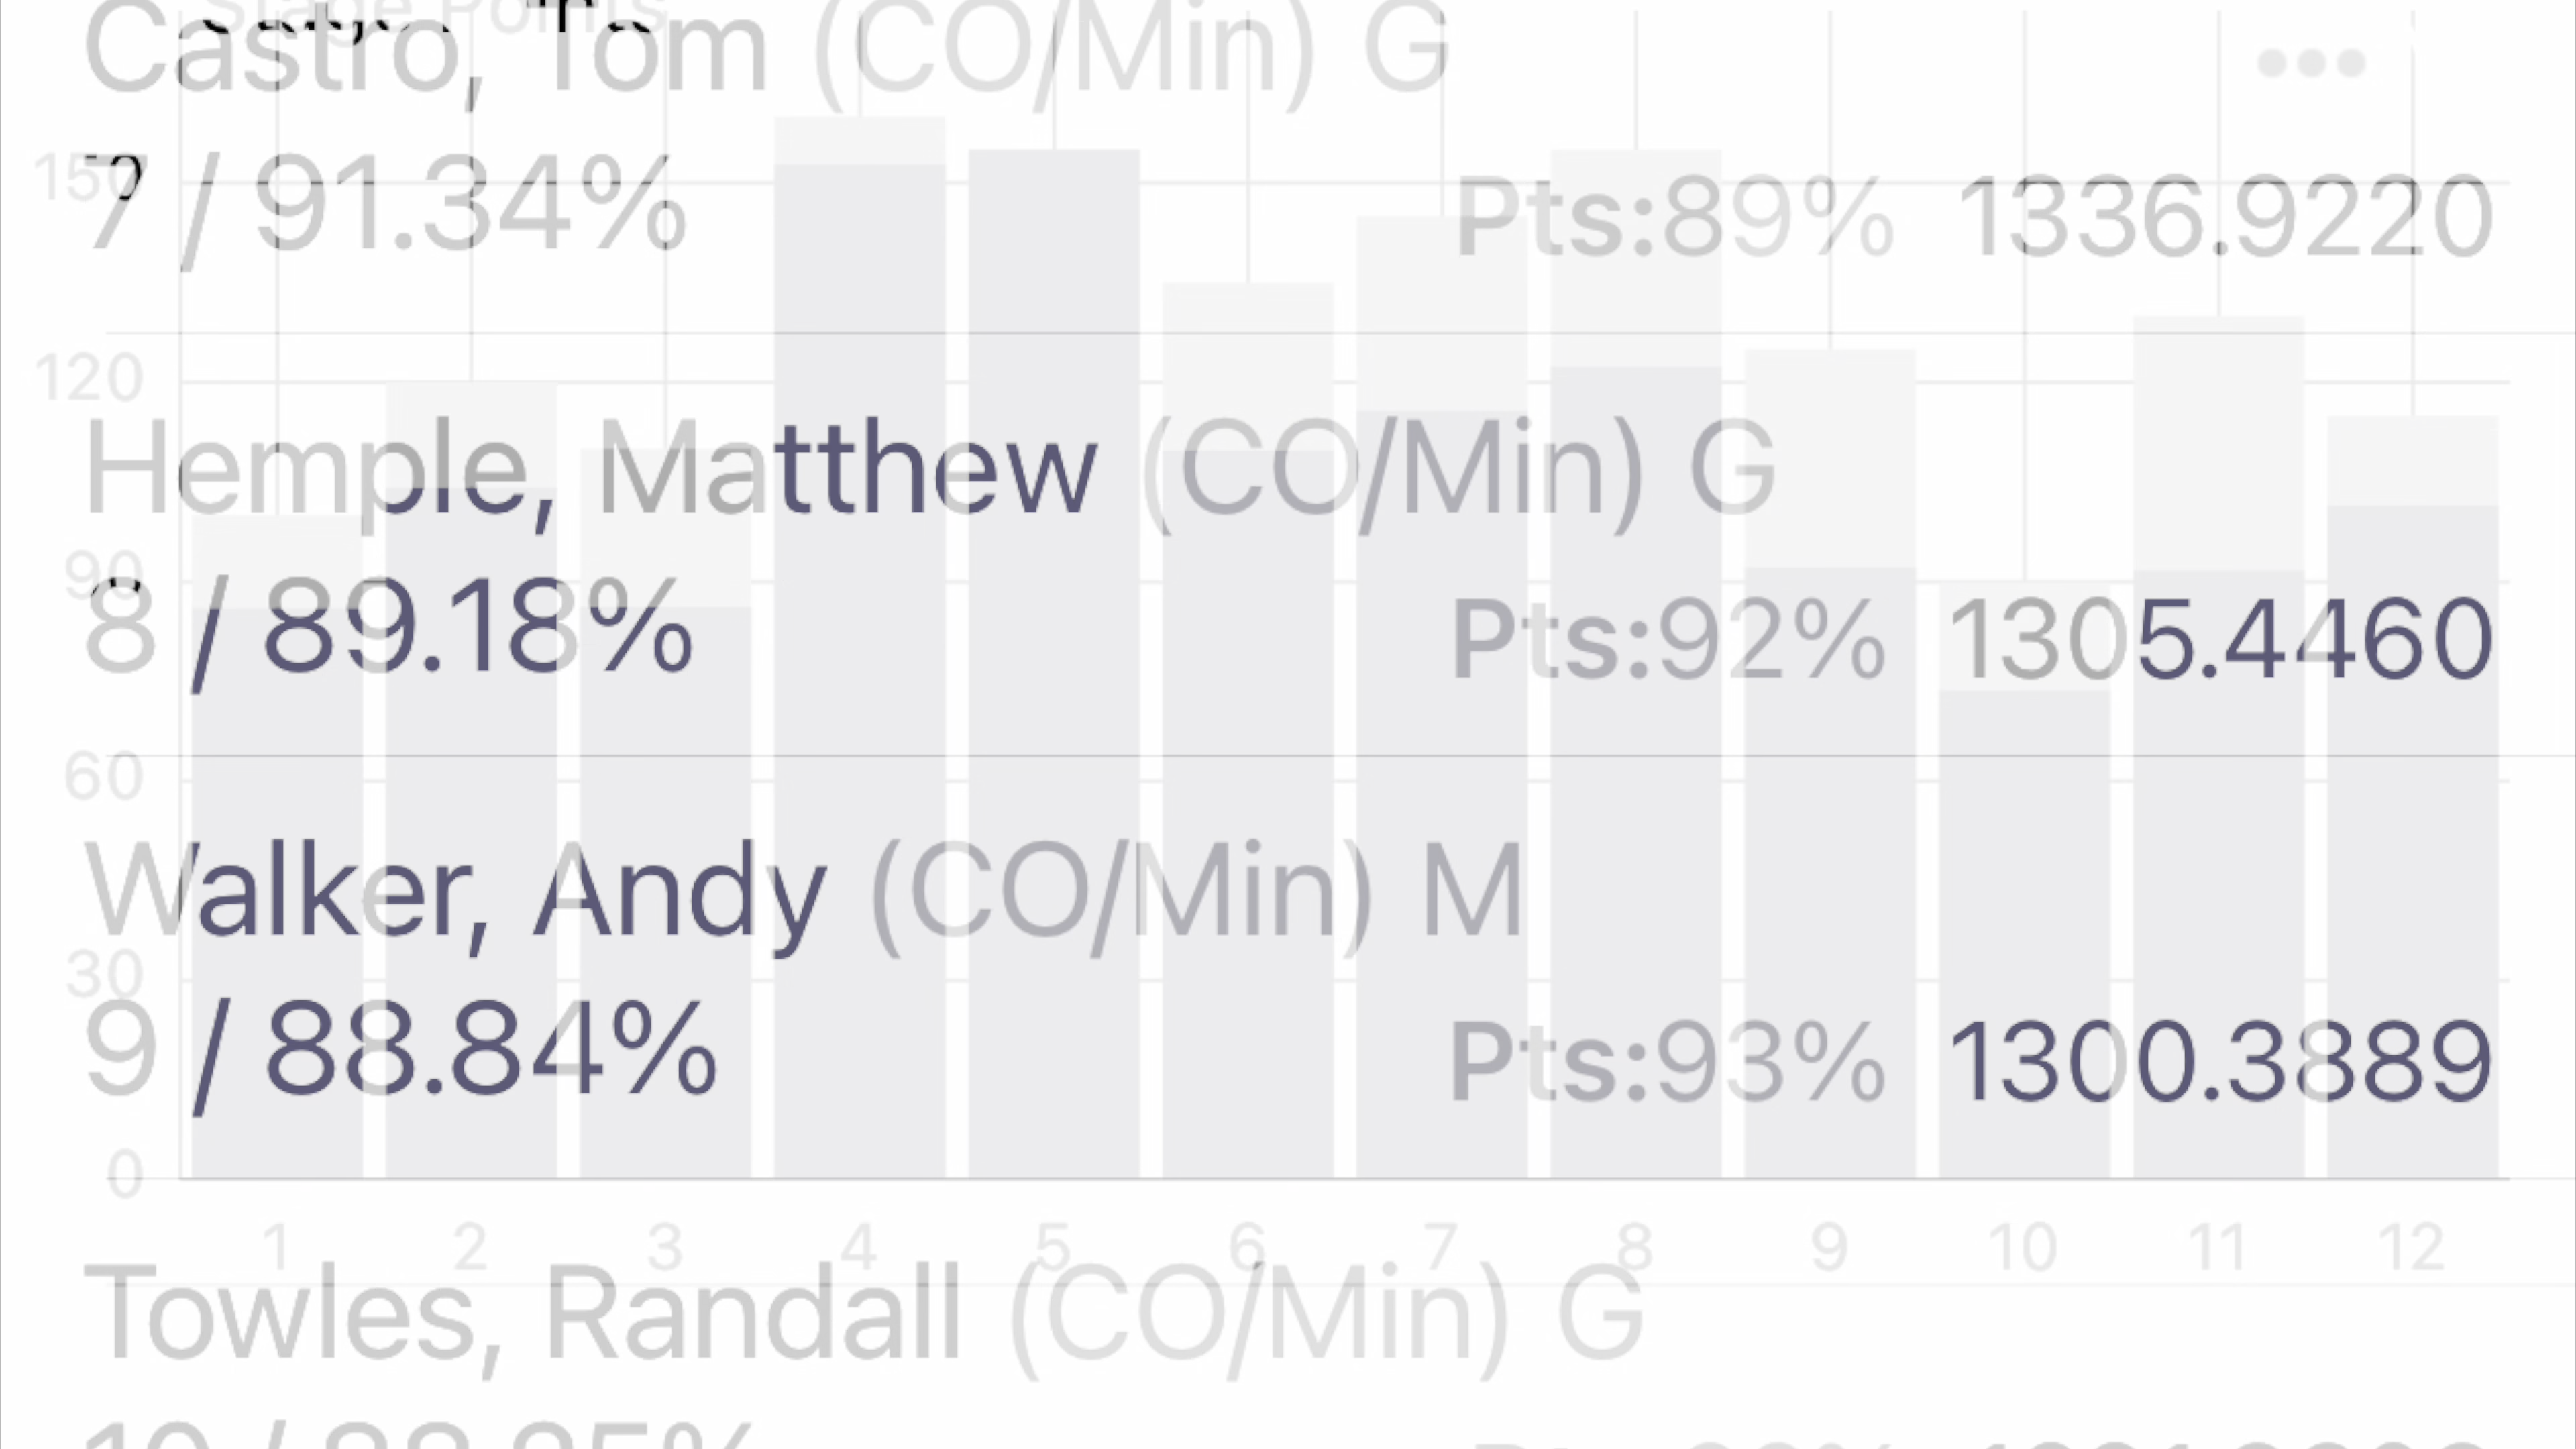 Stage Points
Castro, Tom (CO/Min) G
150
7 / 91.34% Pts:89% 1336.9220
120
Hemple, Matthew (CO/Min) G
90
8 / 89.18% Pts:92% 1305.4460
60
Walker, Andy (CO/Min) M
30
9 / 88.84% Pts:93% 1300.3889
0
1 2 3 4 5 6 7 8 9 10 11 12
Towles, Randall (CO/Min) G